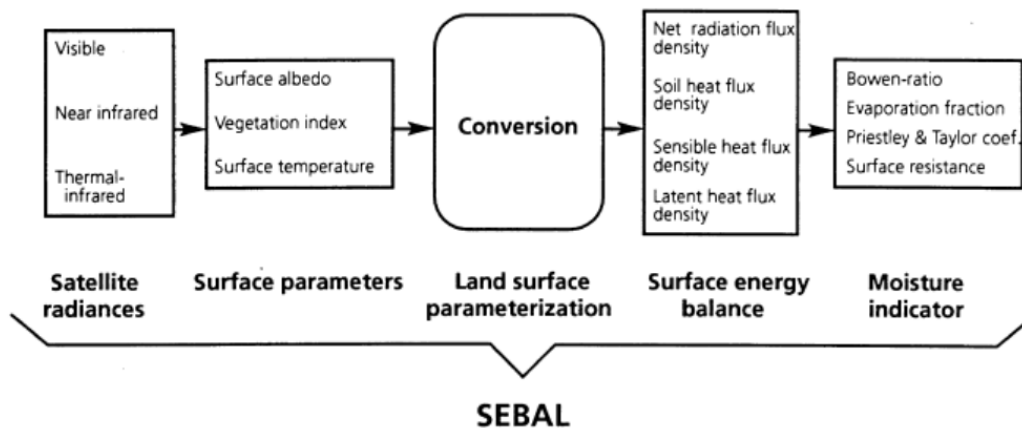 Visible
Near infrared
Thermal-
infrared
Surface albedo
Vegetation index
Surface temperature
Conversion
Net radiation flux
density
Soil heat flux
density
Sensible heat flux
density
Latent heat flux
density
Bowen-ratio
Evaporation fraction
Priestley & Taylor coef.
Surface resistance
Satellite
radiances
Surface parameters
Land surface
parameterization
Surface energy
balance
Moisture
indicator
SEBAL